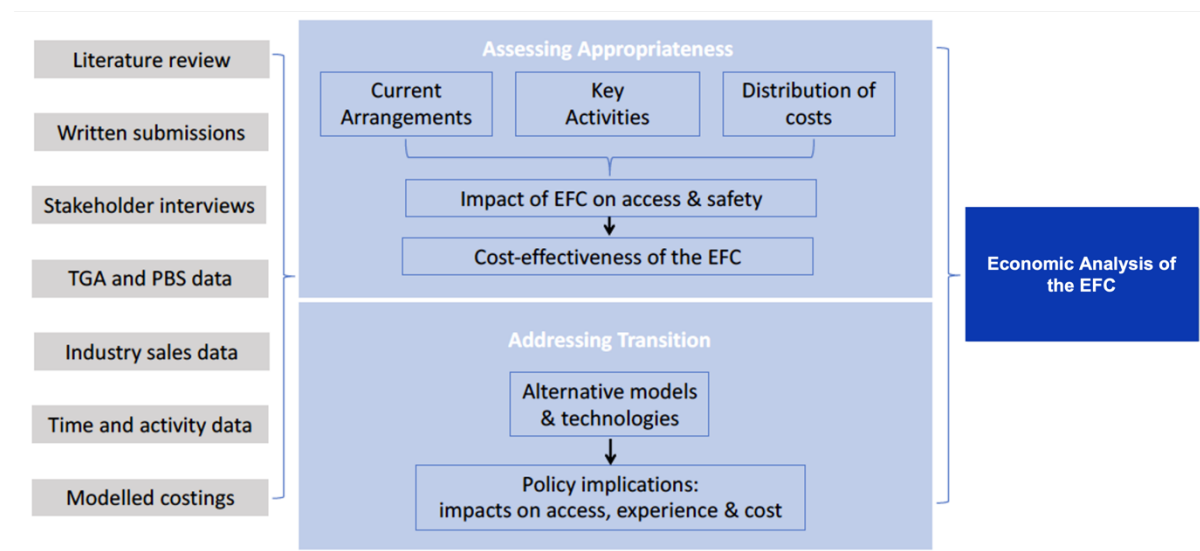 Literature review
Written submissions
Stakeholder interviews
TGA and PBS data
Industry sales data
Time and activity data
Modelled costings
Assessing Appropriateness
Current
Arrangements
Key
Activities
Distribution of
costs
Impact of EFC on access & safety
Cost-effectiveness of the EFC
Addressing Transition
Alternative models
& technologies
Policy implications:
impacts on access, experience & cost
Economic Analysis of
the EFC